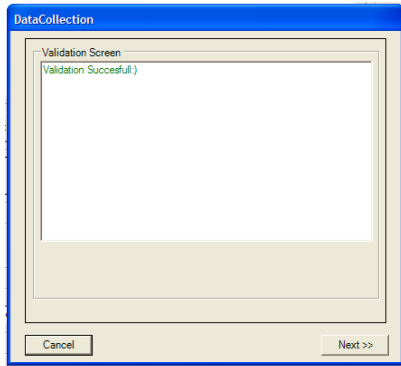 DataCollection
Validation Screen
Validation Succesfull:)
Cancel
Next >>